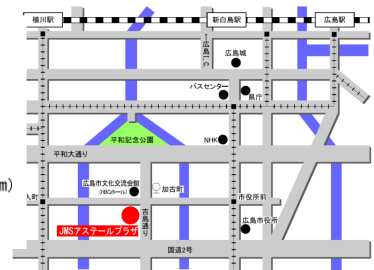 横川駅
新白島駅
広島駅
←広島I.C.
広島城
バスセンター
県庁
平和記念公園
NHK
平和大通り
m)
広島市文化交流会館
(HBGホール)
加古町
人町
市役所前
吉島通り
JMSアステールプラザ
広島市役所
国道2号